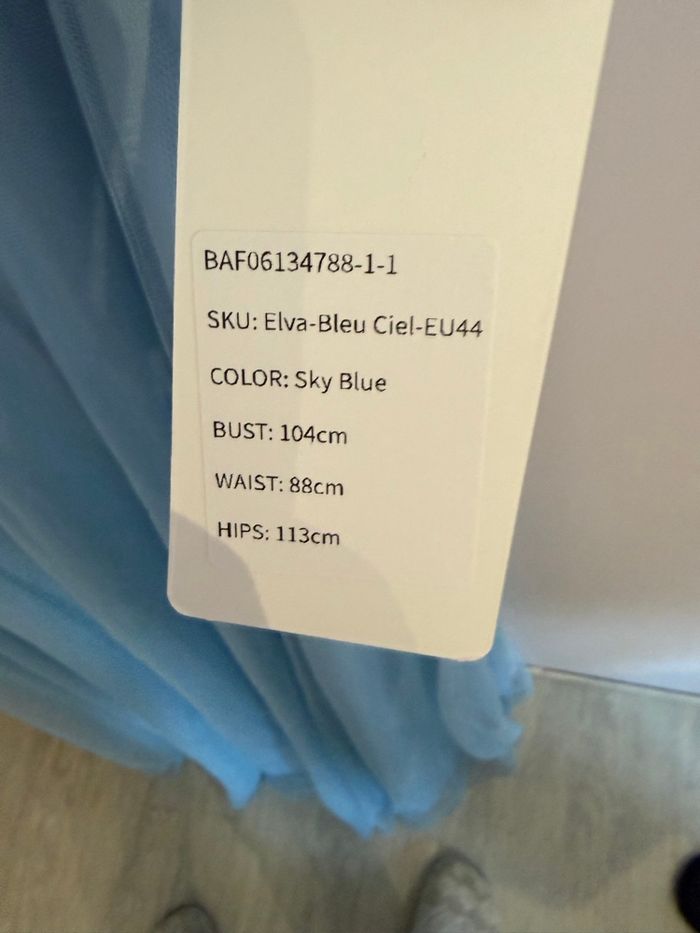 BAF06134788-1-1
SKU: Elva-Bleu Ciel-EU44
COLOR: Sky Blue
BUST: 104cm
WAIST: 88cm
HIPS: 113cm